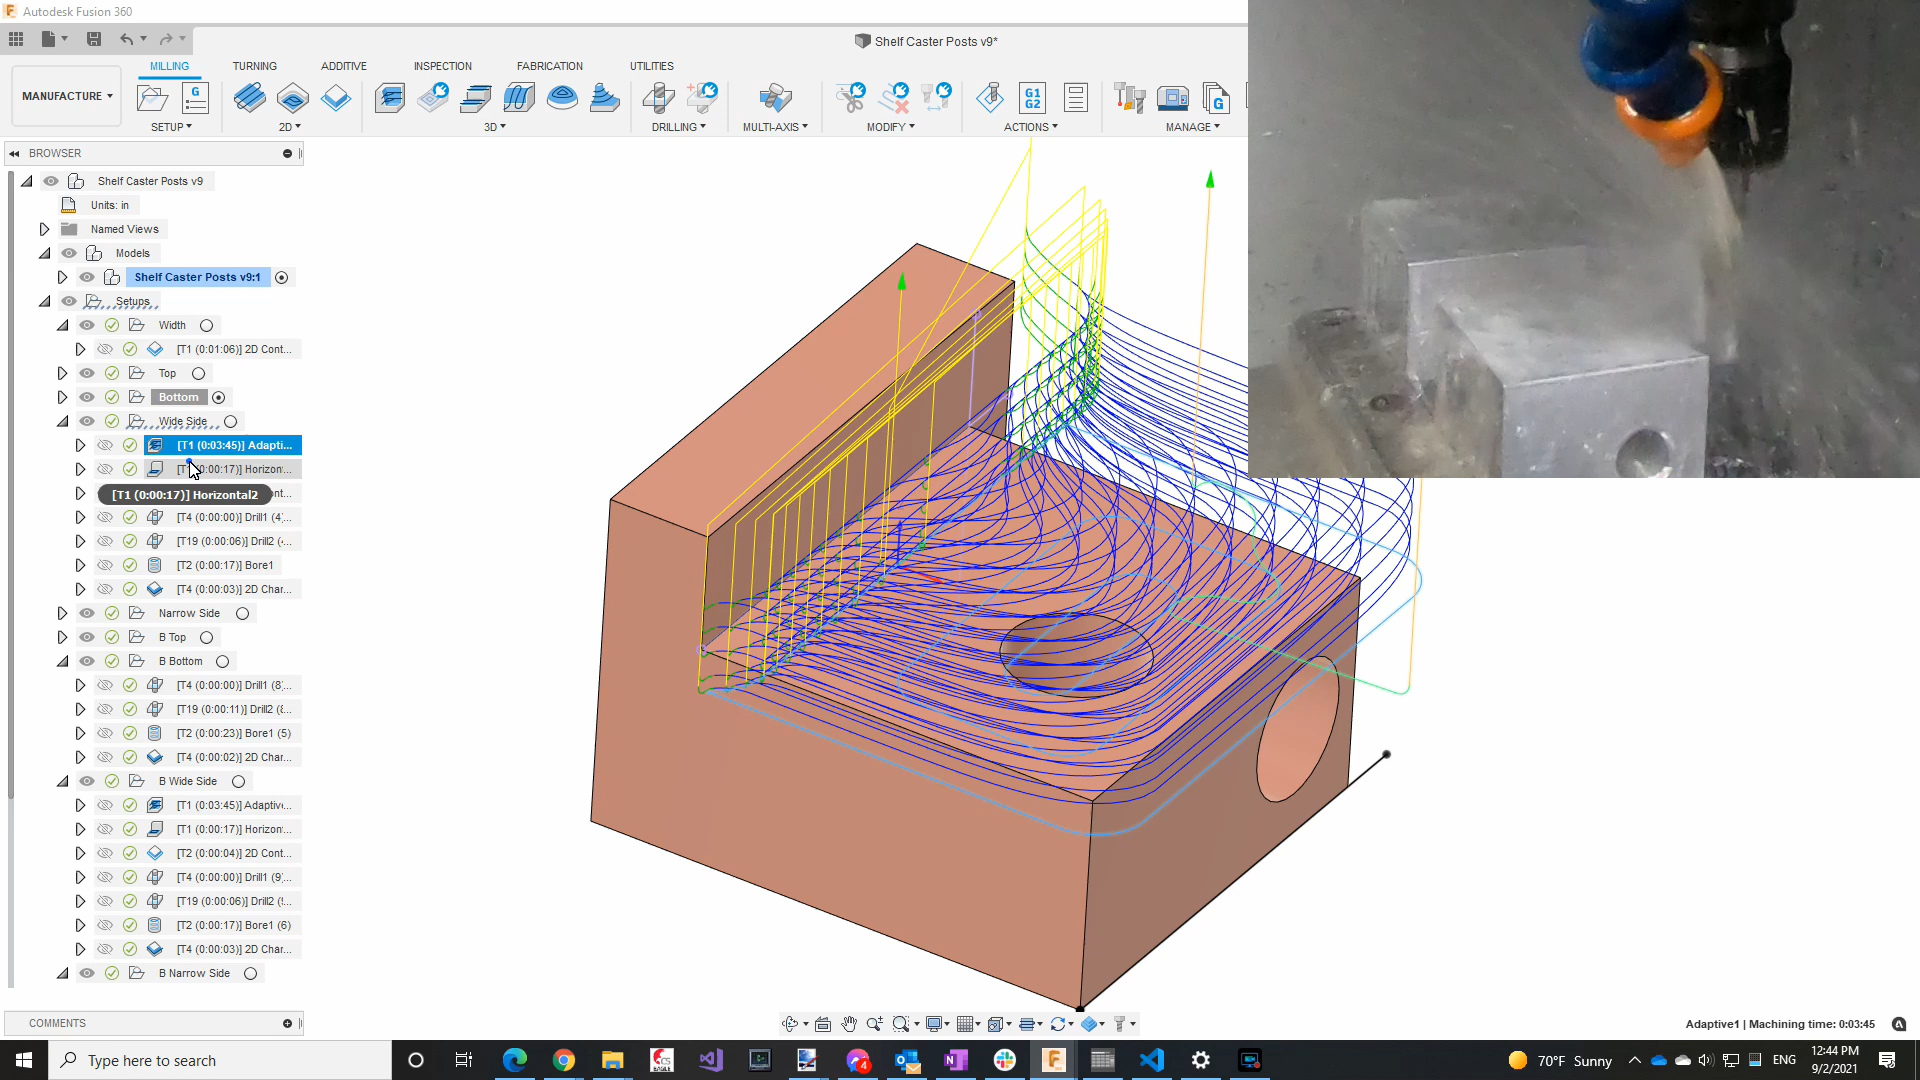 Autodesk Fusion 360
Shelf Caster Posts v9*
MILLING TURNING ADDITIVE INSPECTION FABRICATION UTILITIES
MANUFACTURE
G
G1
G2
G
SETUP 2D 3D DRILLING MULTI-AXIS MODIFY ACTIONS MANAGE
BROWSER
Shelf Caster Posts v9
Units: in
Named Views
Models
Shelf Caster Posts v9:1
Setups
Width
[T1 (0:01:06)] 2D Cont...
Top
Bottom
Wide Side
[T1 (0:03:45)] Adapti...
[T1 (0:00:17)] Horizon...
[T1 (0:00:17)] Horizontal2
nt...
[T4 (0:00:00)] Drill1 (4)...
[T19 (0:00:06)] Drill2 (...
[T2 (0:00:17)] Bore1
[T4 (0:00:03)] 2D Char...
Narrow Side
B Top
B Bottom
[T4 (0:00:00)] Drill1 (8)...
[T19 (0:00:11)] Drill2 (...
[T2 (0:00:23)] Bore1 (5)
[T4 (0:00:02)] 2D Char...
B Wide Side
[T1 (0:03:45)] Adaptiv...
[T1 (0:00:17)] Horizon...
[T2 (0:00:04)] 2D Cont...
[T4 (0:00:00)] Drill1 (9)...
[T19 (0:00:06)] Drill2 (...
[T2 (0:00:17)] Bore1 (6)
[T4 (0:00:03)] 2D Char...
B Narrow Side
COMMENTS
Adaptive1 | Machining time: 0:03:45
Type here to search
CS
EAGLE
4
N
F
70°F Sunny
ENG
12:44 PM
9/2/2021